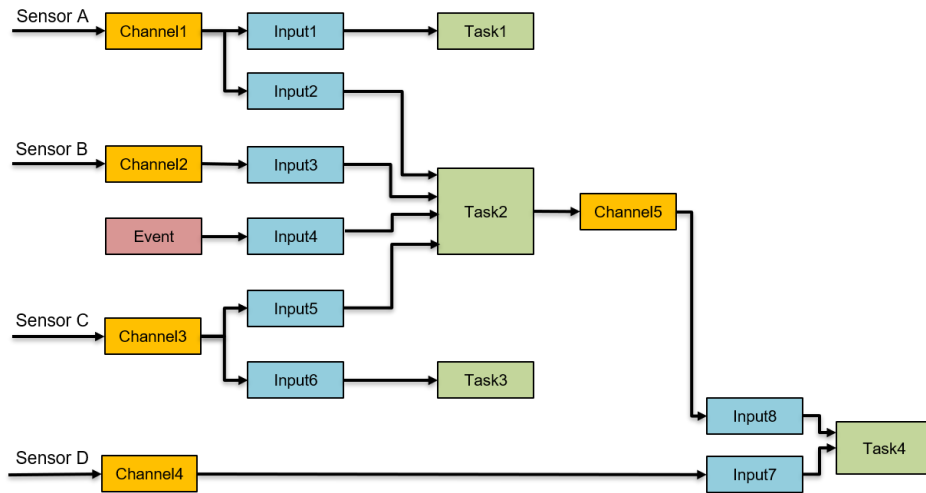 Sensor A
Channel1
Input1
Task1
Input2
Sensor B
Channel2
Input3
Task2
Channel5
Event
Input4
Sensor C
Channel3
Input5
Input6
Task3
Input8
Task4
Sensor D
Channel4
Input7